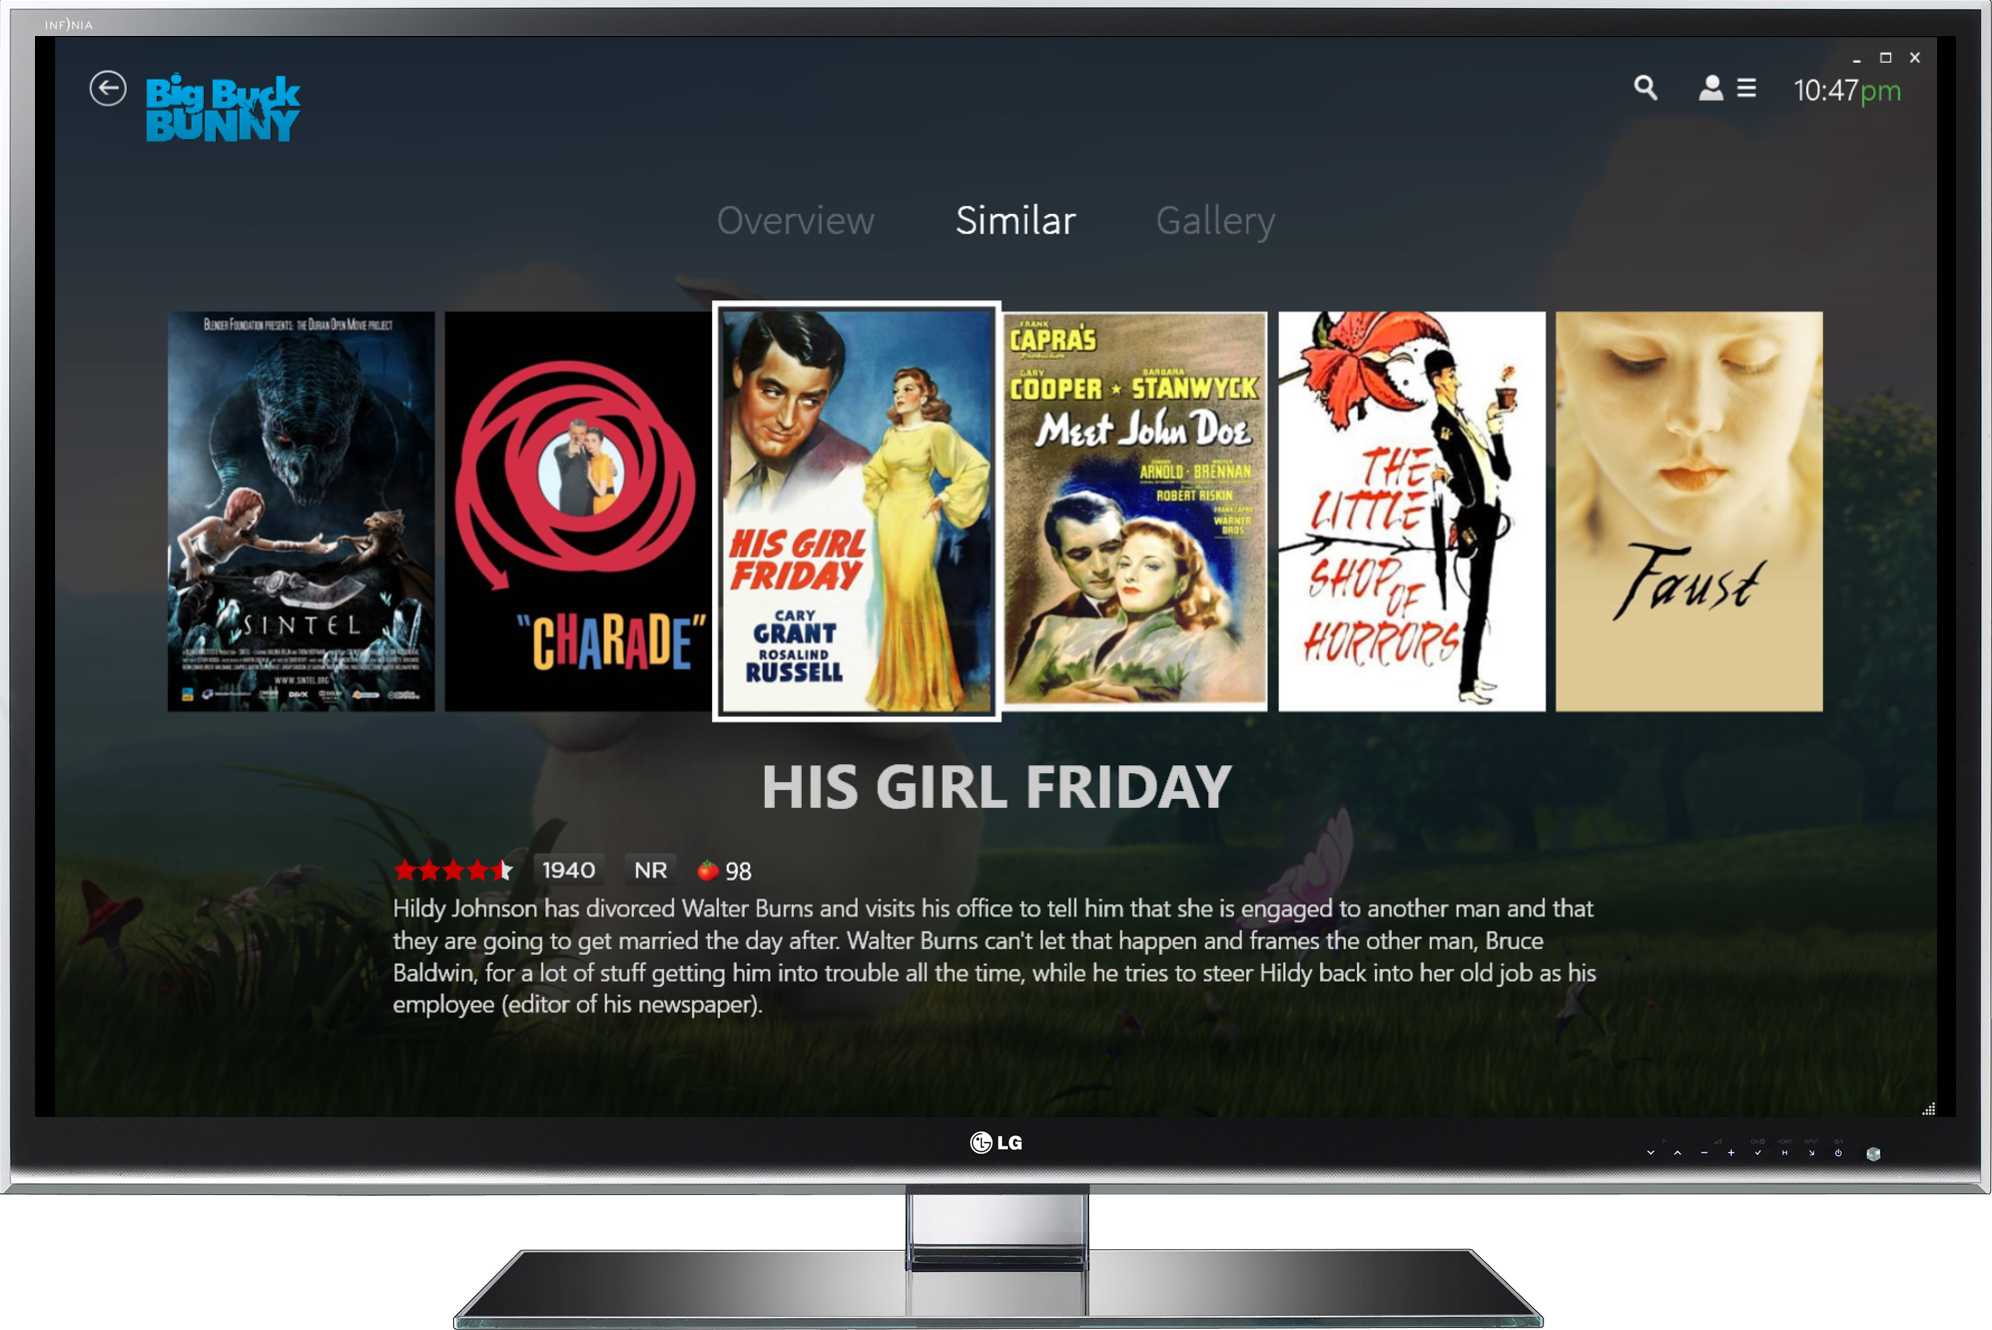 INFINIA
Big Buck
BUNNY
10:47pm
Overview
Similar
Gallery
BLENDER FOUNDATION PRESENTS: THE DURIAN OPEN MOVIE PROJECT
SINTEL
WWW.SINTEL.ORG
"CHARADE"
HIS GIRL
FRIDAY
CARY
GRANT
ROSALIND
RUSSELL
FRANK
CAPRA'S
Production
GARY
COOPER ★ BARBARA STANWYCK
Meet John Doe
ARNOLD · BRENNAN
ROBERT RISKIN
FRANK CAPRA
WARNER
BROS.
THE
LITTLE
SHOP
OF
HORRORS
Faust
HIS GIRL FRIDAY
1940
NR
98
Hildy Johnson has divorced Walter Burns and visits his office to tell him that she is engaged to another man and that
they are going to get married the day after. Walter Burns can't let that happen and frames the other man, Bruce
Baldwin, for a lot of stuff getting him into trouble all the time, while he tries to steer Hildy back into her old job as his
employee (editor of his newspaper).
LG